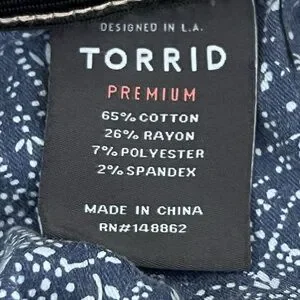 DESIGNED IN L.A.
TORRID
PREMIUM
65% COTTON
26% RAYON
7% POLYESTER
2% SPANDEX
MADE IN CHINA
RN#148862